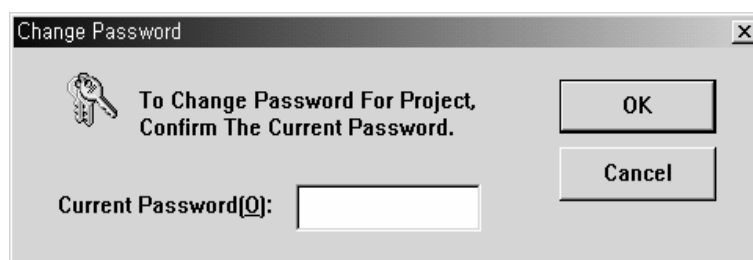 Change Password
To Change Password For Project,
Confirm The Current Password.
OK
Cancel
Current Password(O):